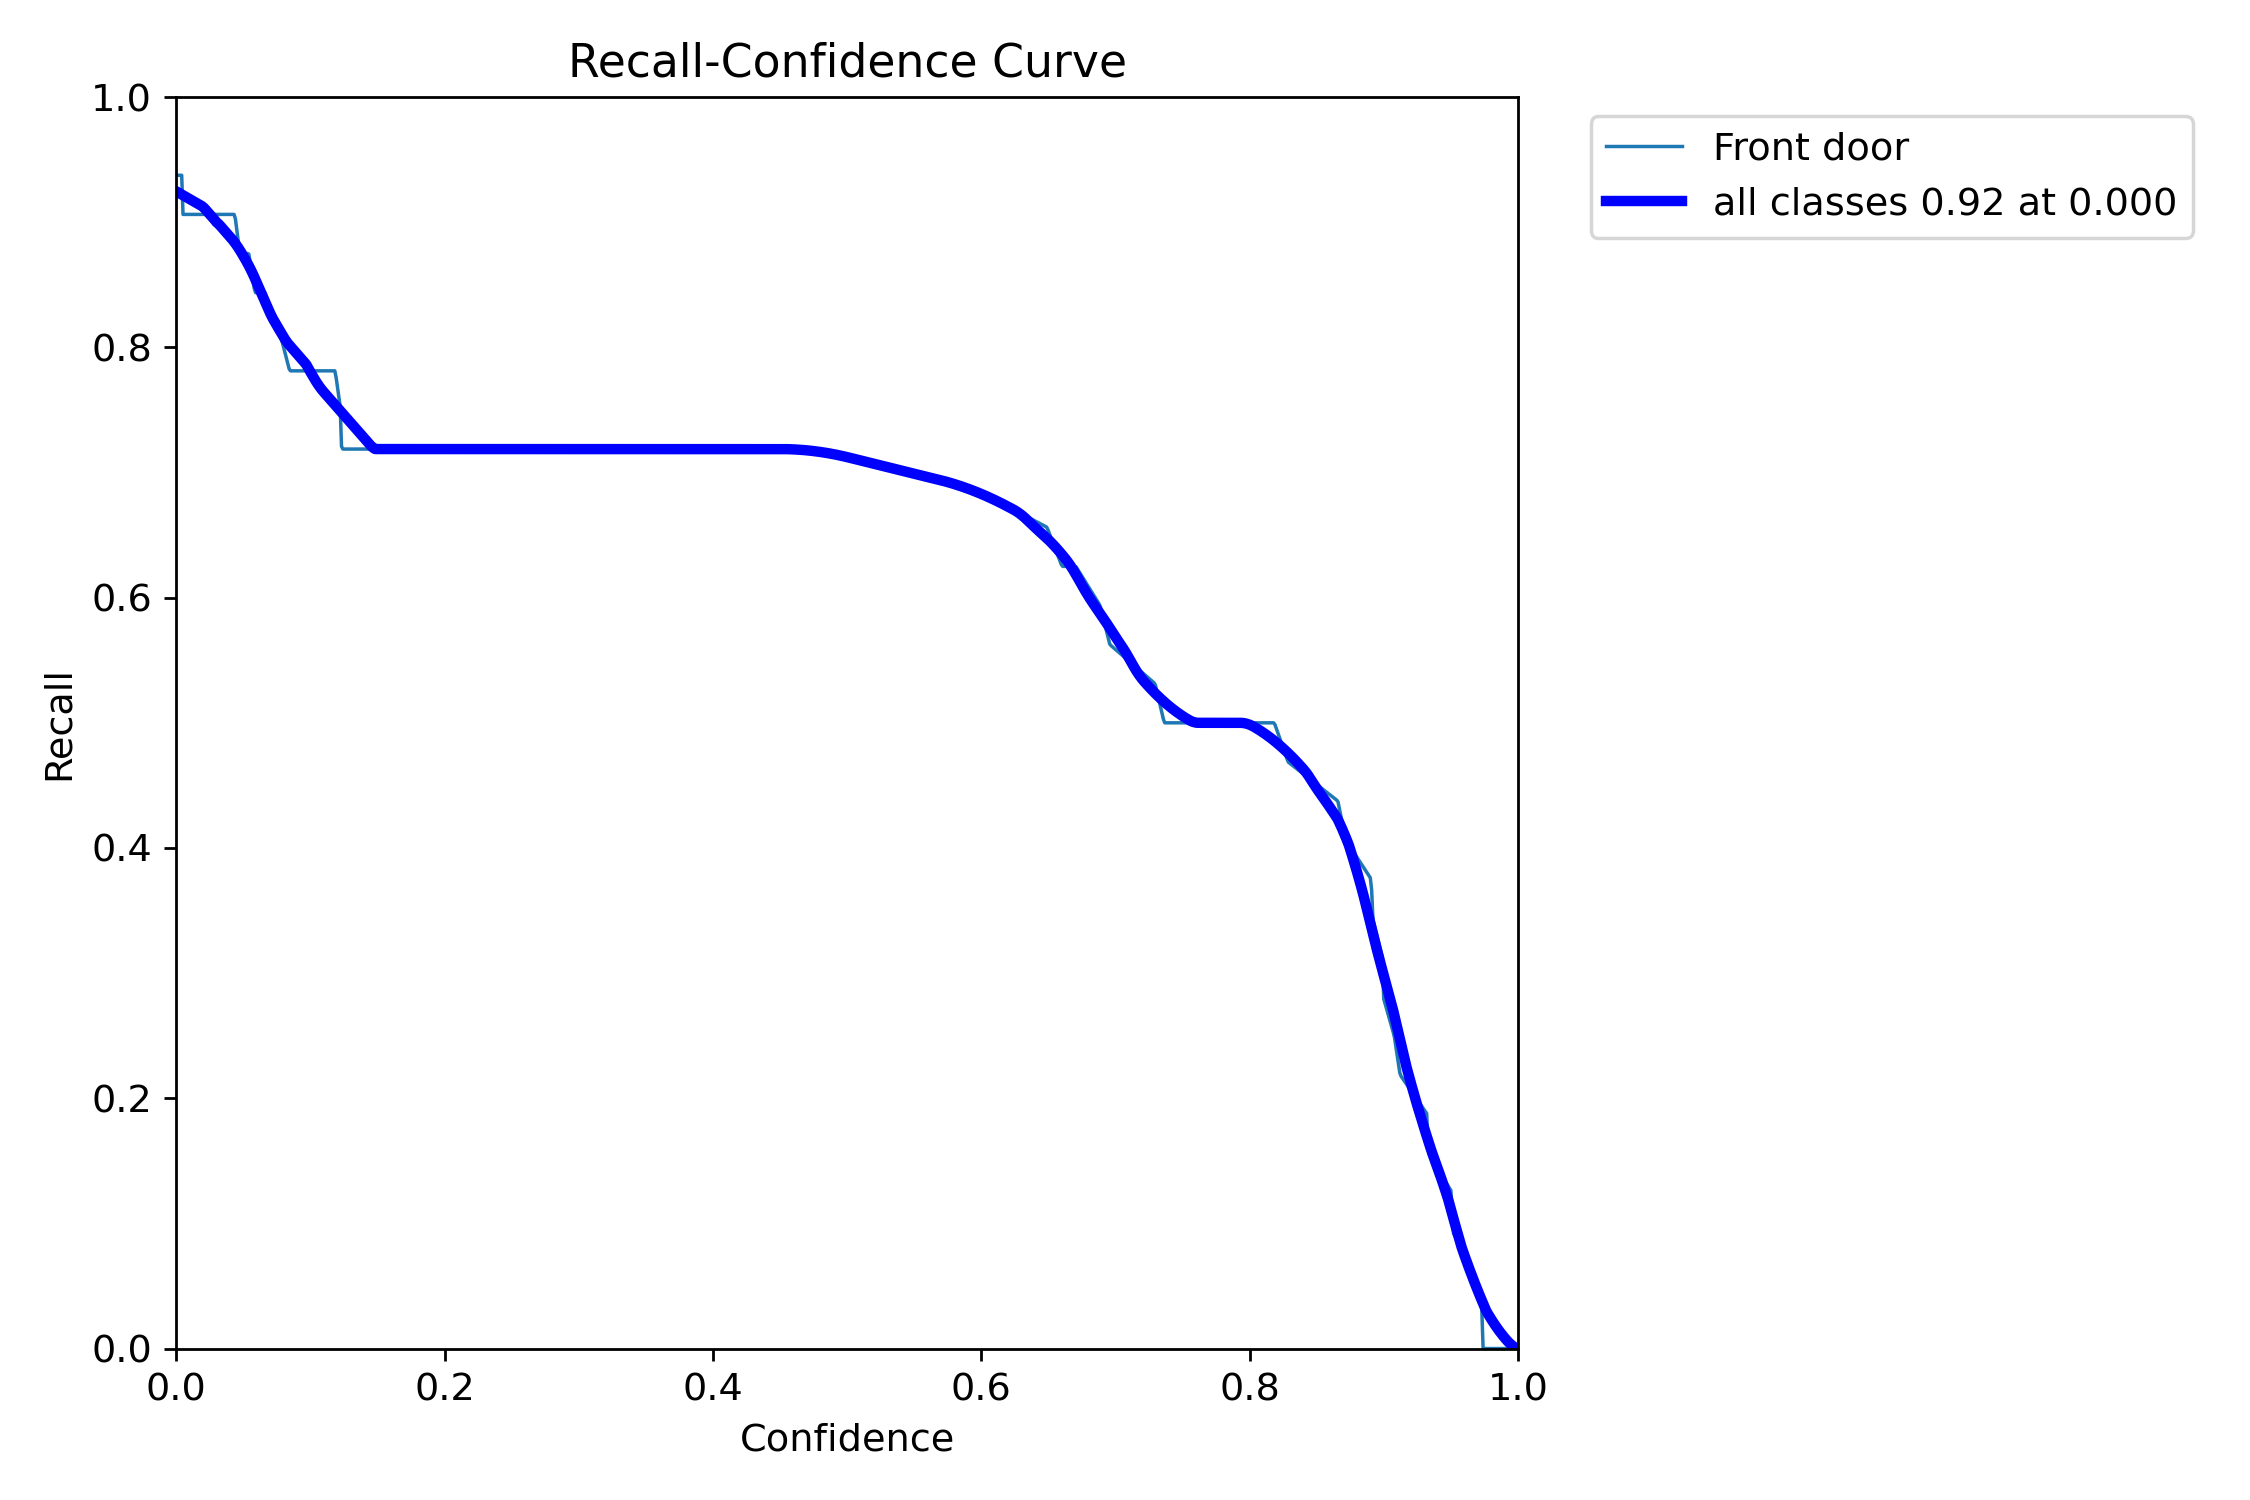 Recall-Confidence Curve
Front door
all classes 0.92 at 0.000
1.0
0.8
0.6
0.4
0.2
0.0
Recall
0.0 0.2 0.4 0.6 0.8 1.0
Confidence